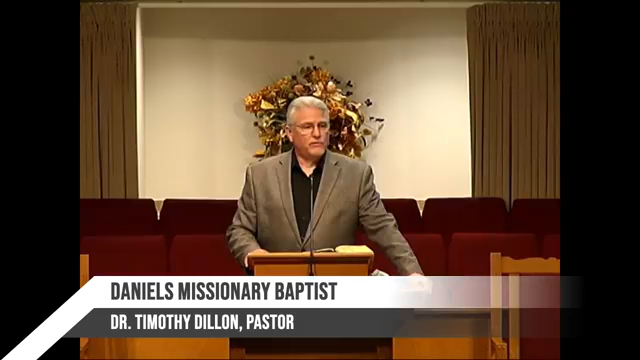 DANIELS MISSIONARY BAPTIST
DR. TIMOTHY DILLON, PASTOR